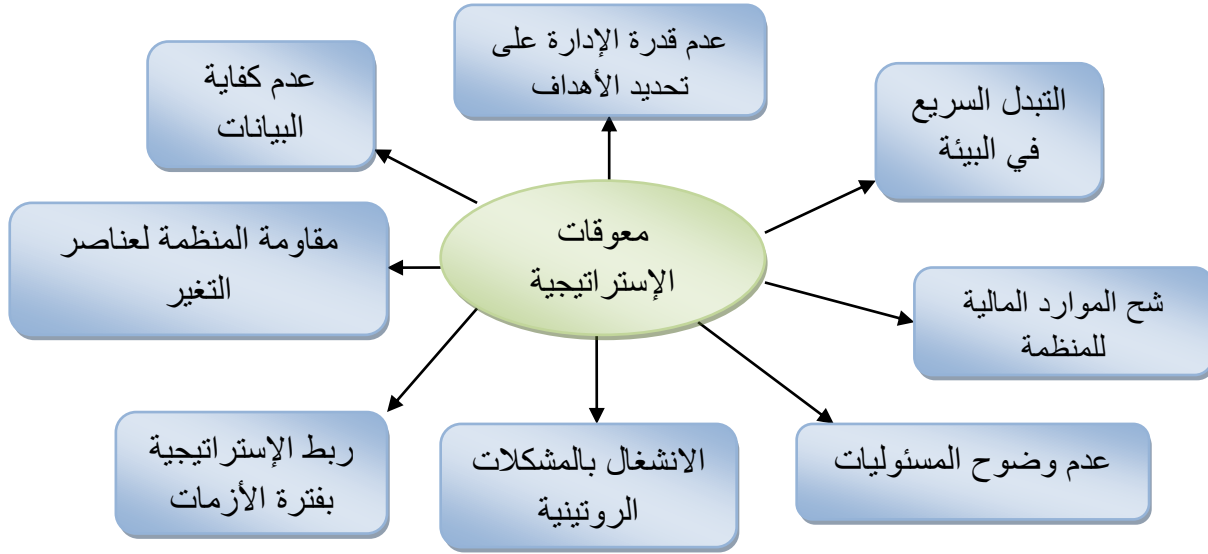 عدم قدرة الإدارة على
تحديد الأهداف
التبدل السريع
في البيئة
عدم كفاية
البيانات
معوقات
الإستراتيجية
مقاومة المنظمة لعناصر
التغير
شح الموارد المالية
للمنظمة
عدم وضوح المسئوليات
الانشغال بالمشكلات
الروتينية
ربط الإستراتيجية
بفترة الأزمات